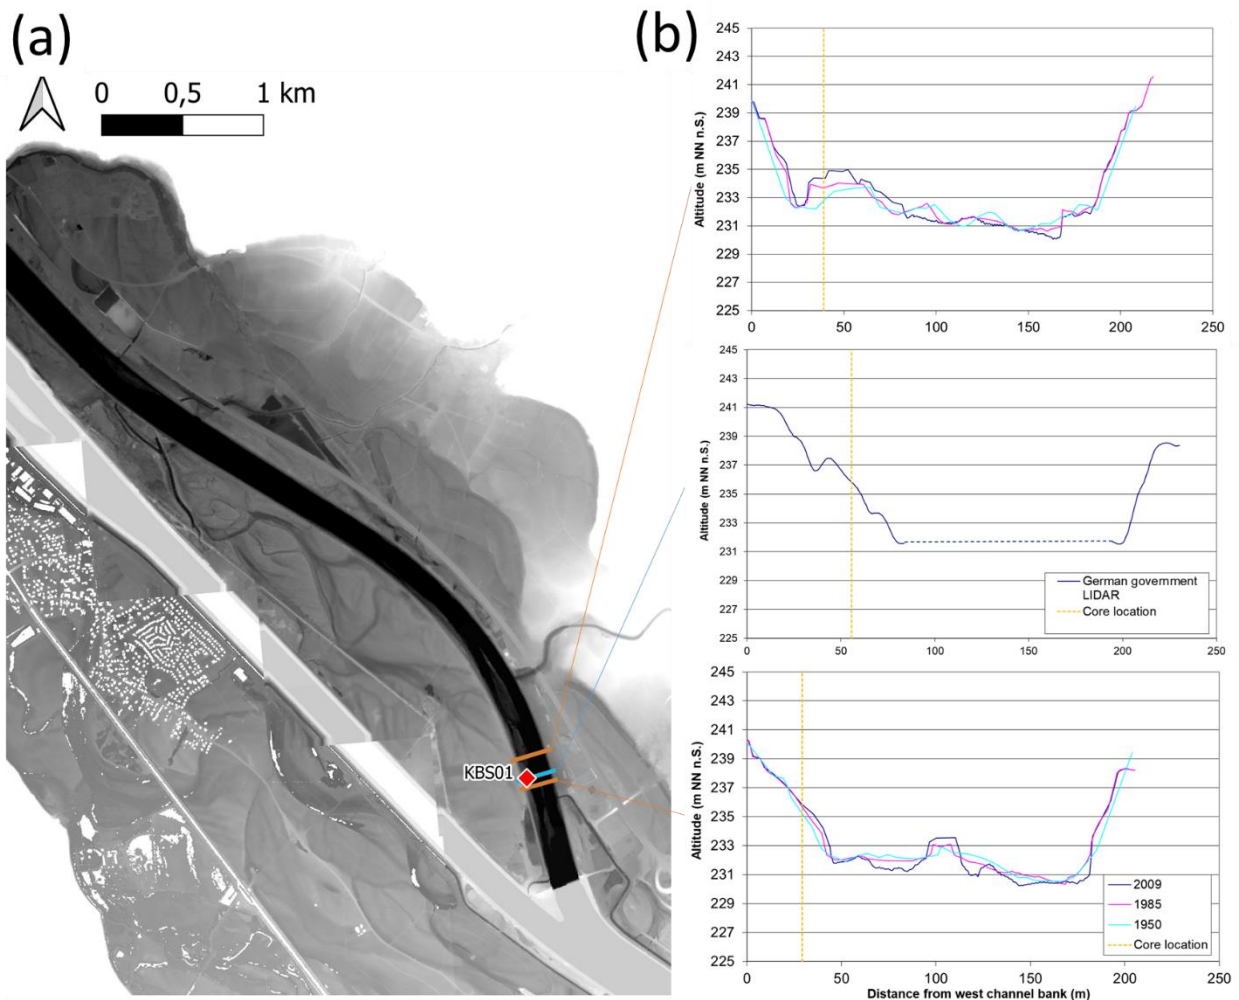 (a)
0 0,5 1 km
KBS01
(b)
Altitude (m NN n.S.)
245
243
241
239
237
235
233
231
229
227
225
0 50 100 150 200 250
Altitude (m NN n.S.)
245
243
241
239
237
235
233
231
229
227
225
0 50 100 150 200 250
German government
LIDAR
Core location
Altitude (m NN n.S.)
245
243
241
239
237
235
233
231
229
227
225
0 50 100 150 200 250
2009
1985
1950
Core location
Distance from west channel bank (m)